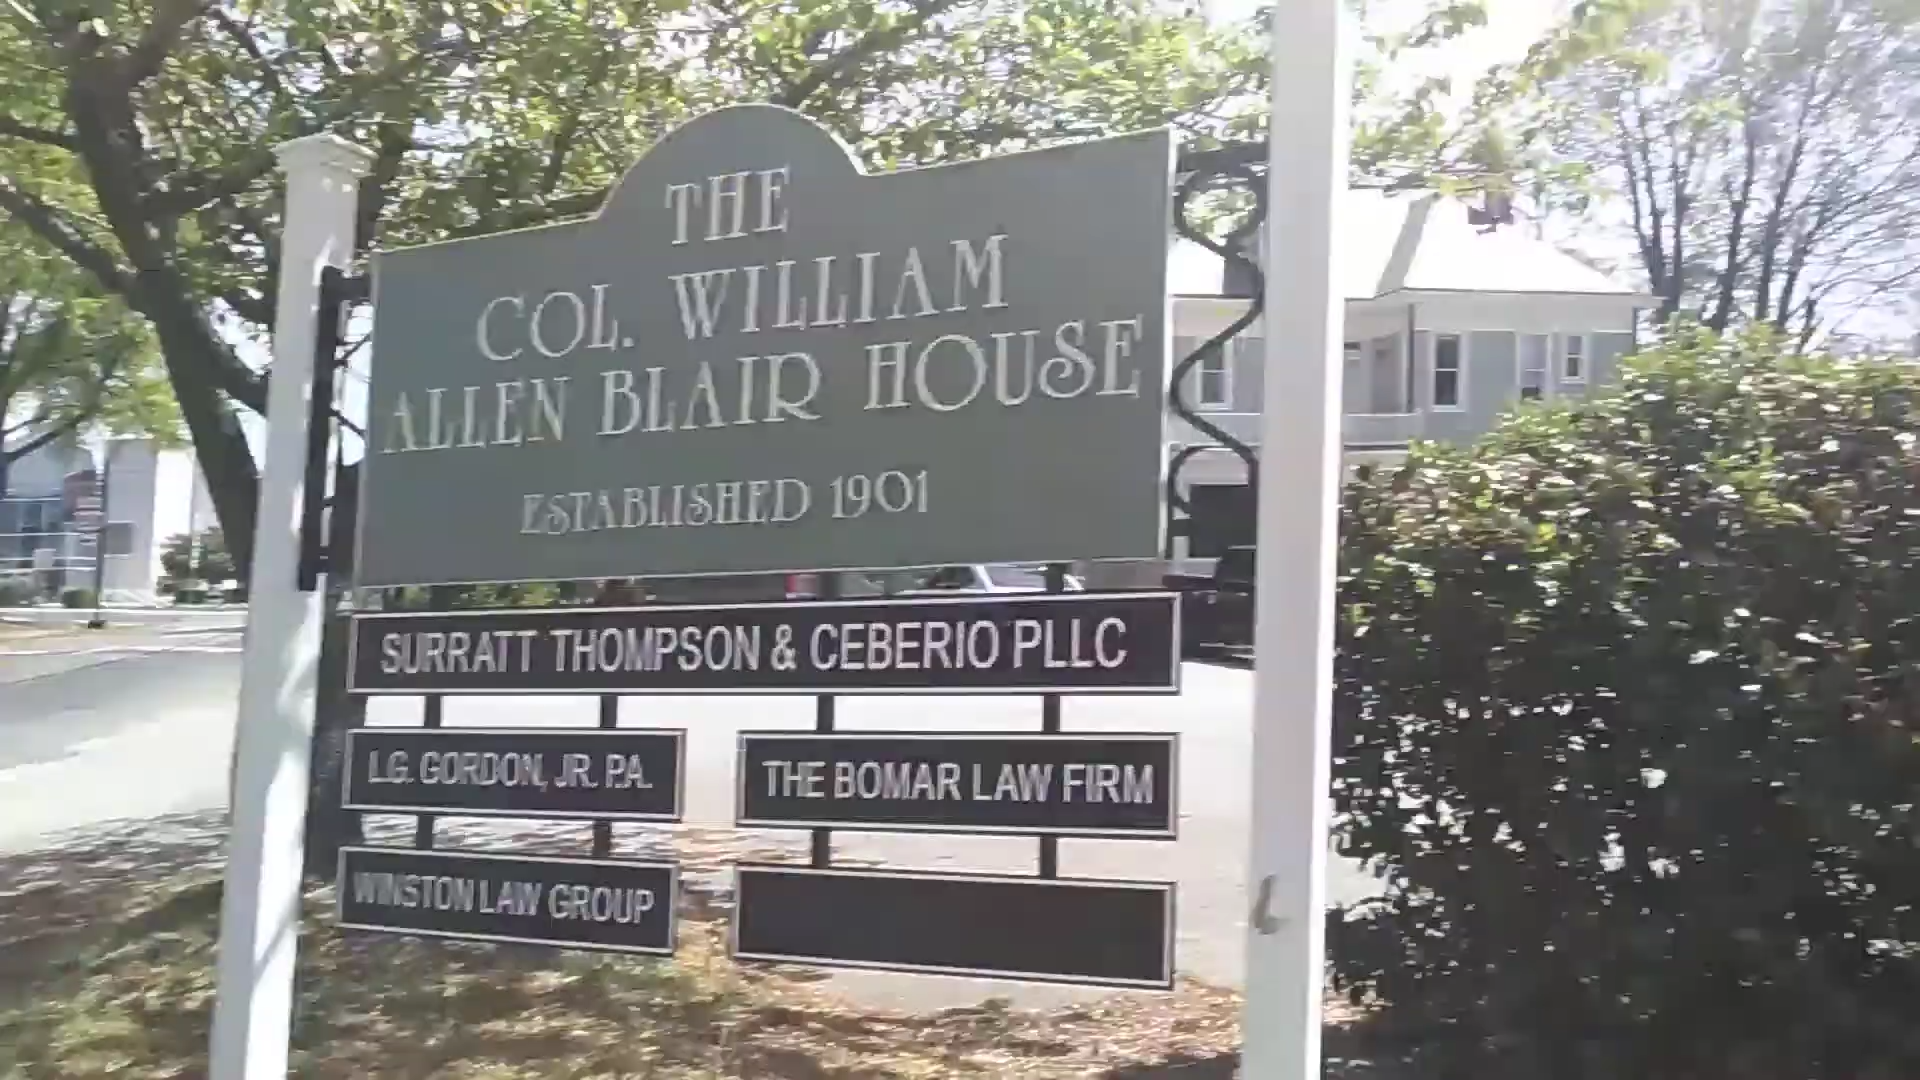 THE
COL. WILLIAM
ALLEN BLAIR HOUSE
ESTABLISHED 1901
SURRATT THOMPSON & CEBERIO PLLC
L.G. GORDON, JR. P.A.
THE BOMAR LAW FIRM
WINSTON LAW GROUP